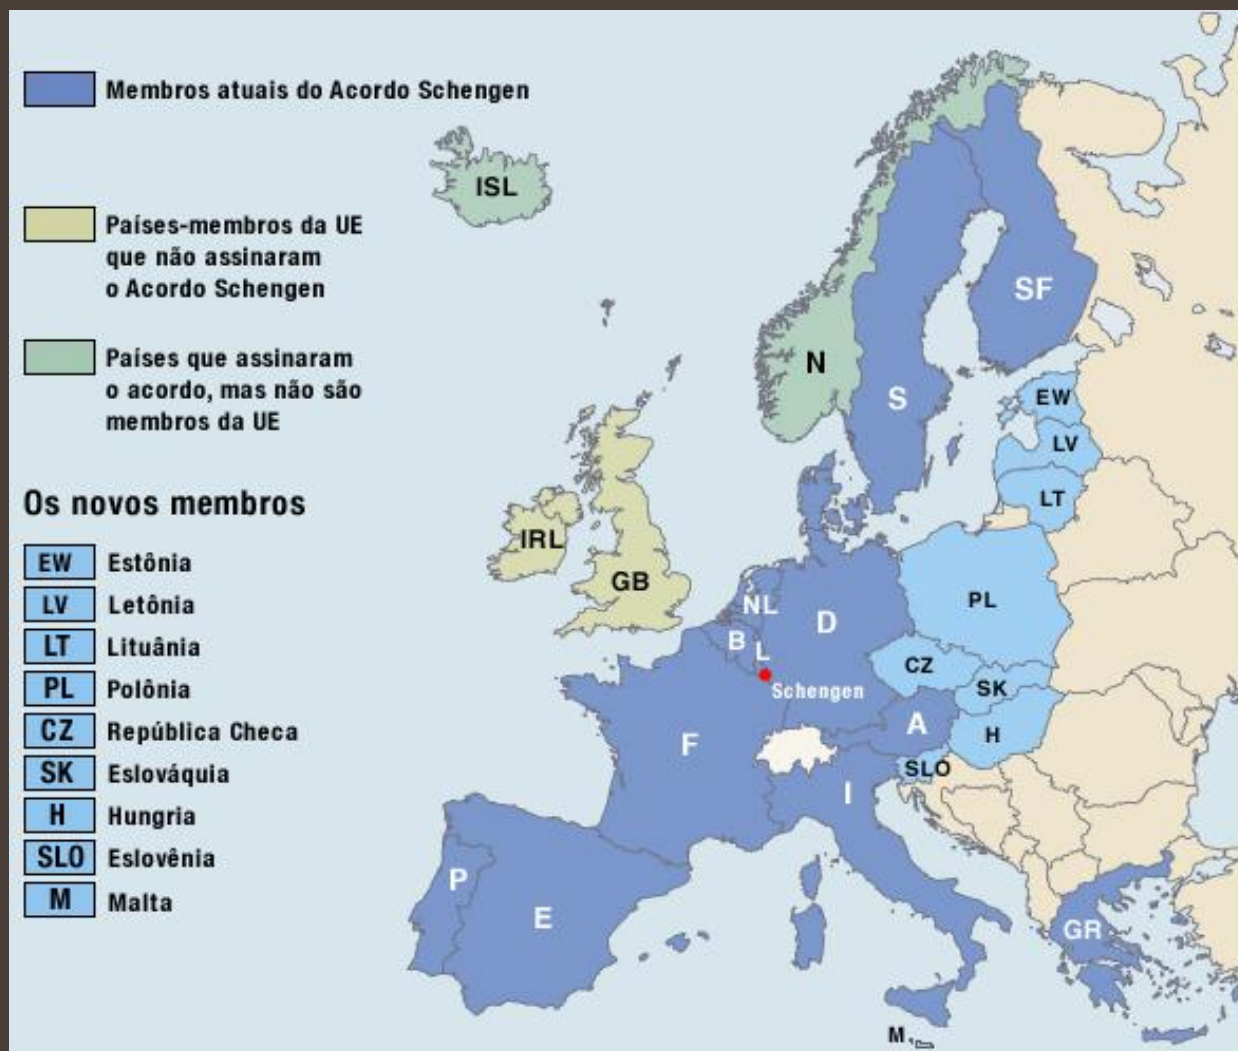 Membros atuais do Acordo Schengen
Países-membros da UE
que não assinaram
o Acordo Schengen
Países que assinaram
o acordo, mas não são
membros da UE
Os novos membros
EW Estônia
LV Letônia
LT Lituânia
PL Polônia
CZ República Checa
SK Eslováquia
H Hungria
SLO Eslovênia
M Malta
ISL
SF
N
S
EW
LV
LT
IRL
GB
NL
D
PL
B
L
CZ
SK
Schengen
A
H
F
SLO
I
P
E
GR
M